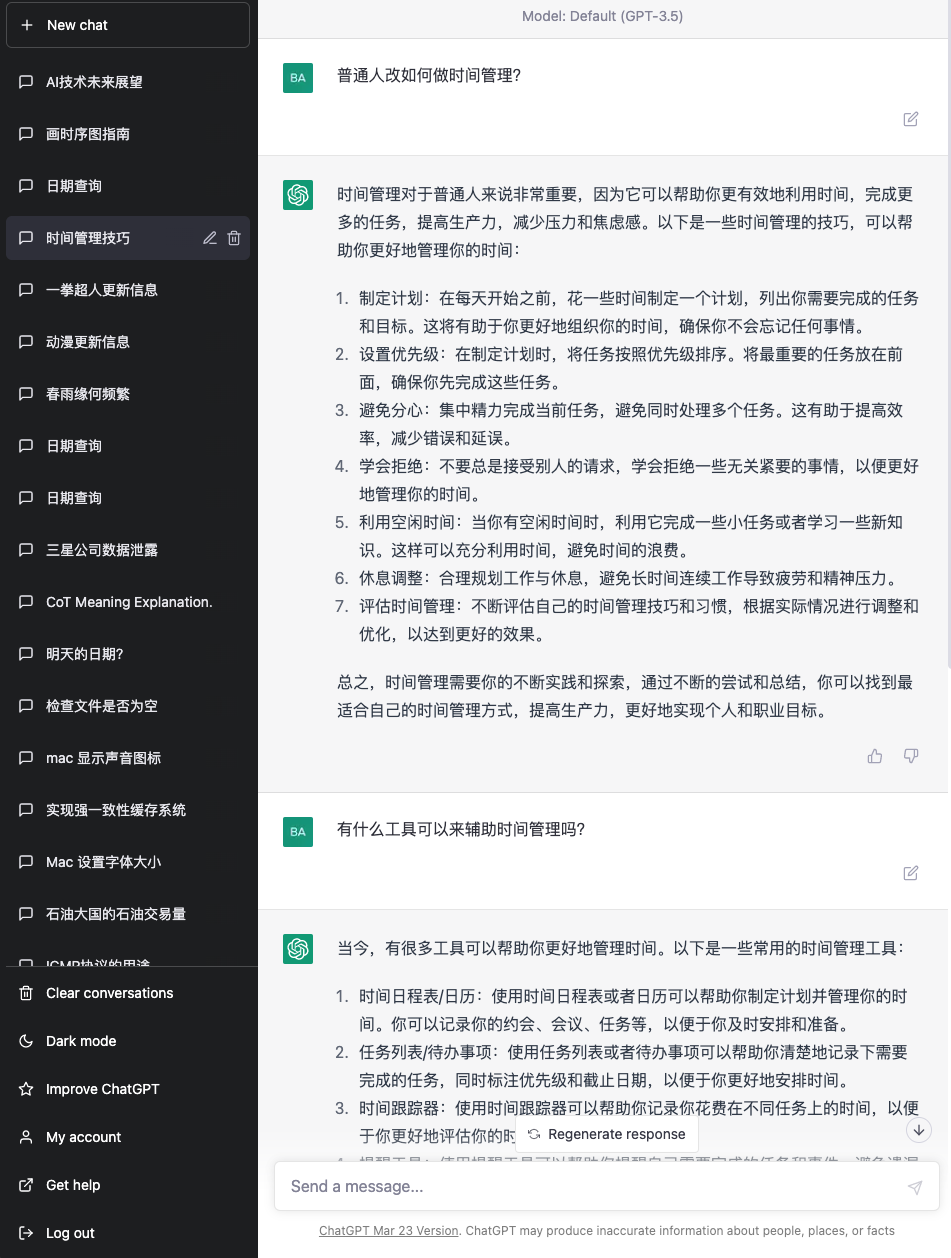 New chat
AI技术未来展望
画时序图指南
日期查询
时间管理技巧
一拳超人更新信息
动漫更新信息
春雨缘何频繁
日期查询
日期查询
三星公司数据泄露
CoT Meaning Explanation.
明天的日期?
检查文件是否为空
mac 显示声音图标
实现强一致性缓存系统
Mac 设置字体大小
石油大国的石油交易量
ICMP协议的用途
Clear conversations
Dark mode
Improve ChatGPT
My account
Get help
Log out
Model: Default (GPT-3.5)
BA
普通人改如何做时间管理?
时间管理对于普通人来说非常重要，因为它可以帮助你更有效地利用时间，完成更
多的任务，提高生产力，减少压力和焦虑感。以下是一些时间管理的技巧，可以帮
助你更好地管理你的时间：
1. 制定计划：在每天开始之前，花一些时间制定一个计划，列出你需要完成的任务
和目标。这将有助于你更好地组织你的时间，确保你不会忘记任何事情。
2. 设置优先级：在制定计划时，将任务按照优先级排序。将最重要的任务放在前
面，确保你先完成这些任务。
3. 避免分心：集中精力完成当前任务，避免同时处理多个任务。这有助于提高效
率，减少错误和延误。
4. 学会拒绝：不要总是接受别人的请求，学会拒绝一些无关紧要的事情，以便更好
地管理你的时间。
5. 利用空闲时间：当你有空闲时间时，利用它完成一些小任务或者学习一些新知
识。这样可以充分利用时间，避免时间的浪费。
6. 休息调整：合理规划工作与休息，避免长时间连续工作导致疲劳和精神压力。
7. 评估时间管理：不断评估自己的时间管理技巧和习惯，根据实际情况进行调整和
优化，以达到更好的效果。
总之，时间管理需要你的不断实践和探索，通过不断的尝试和总结，你可以找到最
适合自己的时间管理方式，提高生产力，更好地实现个人和职业目标。
BA
有什么工具可以来辅助时间管理吗?
当今，有很多工具可以帮助你更好地管理时间。以下是一些常用的时间管理工具：
1. 时间日程表/日历：使用时间日程表或者日历可以帮助你制定计划并管理你的时
间。你可以记录你的约会、会议、任务等，以便于你及时安排和准备。
2. 任务列表/待办事项：使用任务列表或者待办事项可以帮助你清楚地记录下需要
完成的任务，同时标注优先级和截止日期，以便于你更好地安排时间。
3. 时间跟踪器：使用时间跟踪器可以帮助你记录你花费在不同任务上的时间，以便
于你更好地评估你的时
Regenerate response
Send a message...
ChatGPT Mar 23 Version. ChatGPT may produce inaccurate information about people, places, or facts